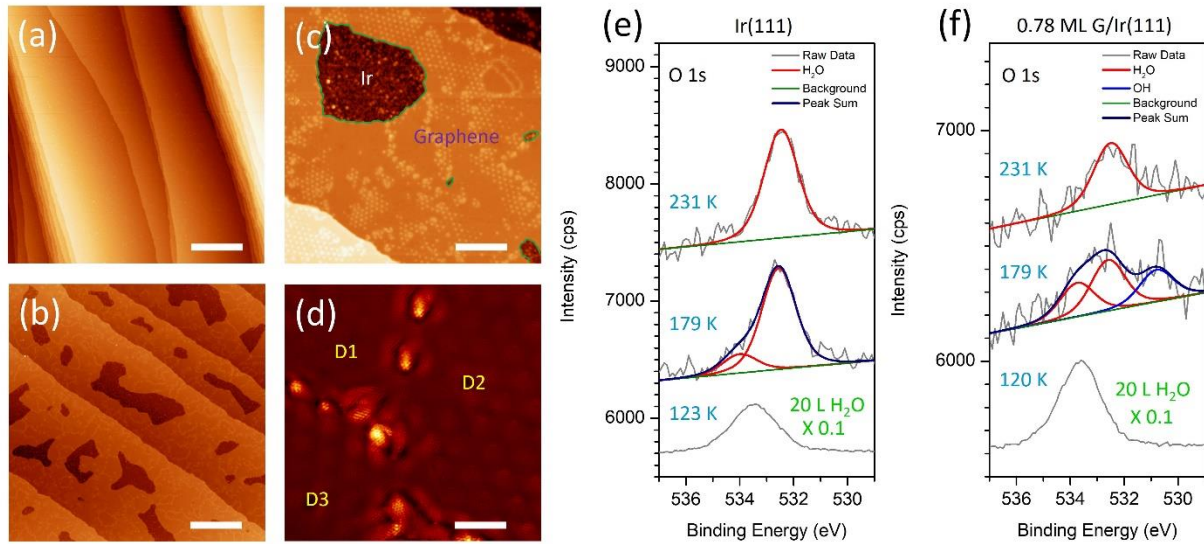 (a)
(b)
(c)
Ir
Graphene
(d)
D1
D2
D3
(e)
Ir(111)
O 1s
Raw Data
H₂O
Background
Peak Sum
231 K
179 K
123 K
20 L H₂O
X 0.1
9000
8000
7000
6000
Intensity (cps)
536 534 532 530
Binding Energy (eV)
(f)
0.78 ML G/Ir(111)
O 1s
Raw Data
H₂O
OH
Background
Peak Sum
231 K
179 K
120 K
20 L H₂O
X 0.1
7000
6000
Intensity (cps)
536 534 532 530
Binding Energy (eV)